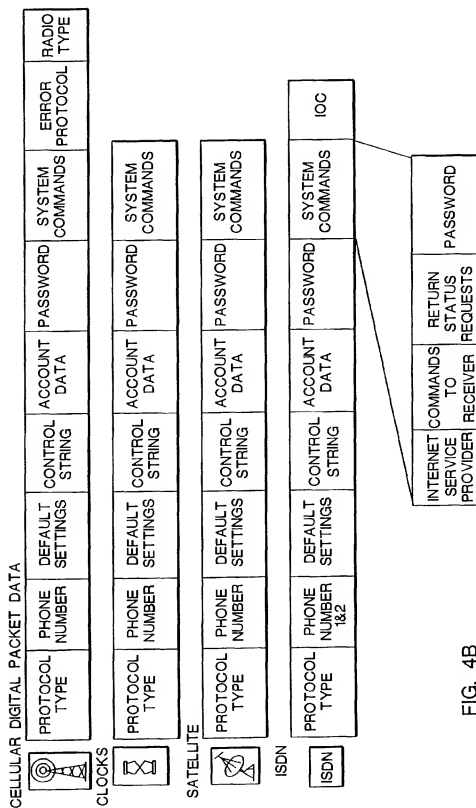 CELLULAR DIGITAL PACKET DATA
PROTOCOL TYPE
PHONE NUMBER
DEFAULT SETTINGS
CONTROL STRING
ACCOUNT DATA
PASSWORD
SYSTEM COMMANDS
ERROR PROTOCOL
RADIO TYPE
CLOCKS
PROTOCOL TYPE
PHONE NUMBER
DEFAULT SETTINGS
CONTROL STRING
ACCOUNT DATA
PASSWORD
SYSTEM COMMANDS
SATELLITE
PROTOCOL TYPE
PHONE NUMBER
DEFAULT SETTINGS
CONTROL STRING
ACCOUNT DATA
PASSWORD
SYSTEM COMMANDS
ISDN
ISDN
PROTOCOL TYPE
PHONE NUMBER 1&2
DEFAULT SETTINGS
CONTROL STRING
ACCOUNT DATA
PASSWORD
SYSTEM COMMANDS
IOC
INTERNET SERVICE PROVIDER
COMMANDS TO RECEIVER
RETURN STATUS REQUESTS
PASSWORD
FIG. 4B